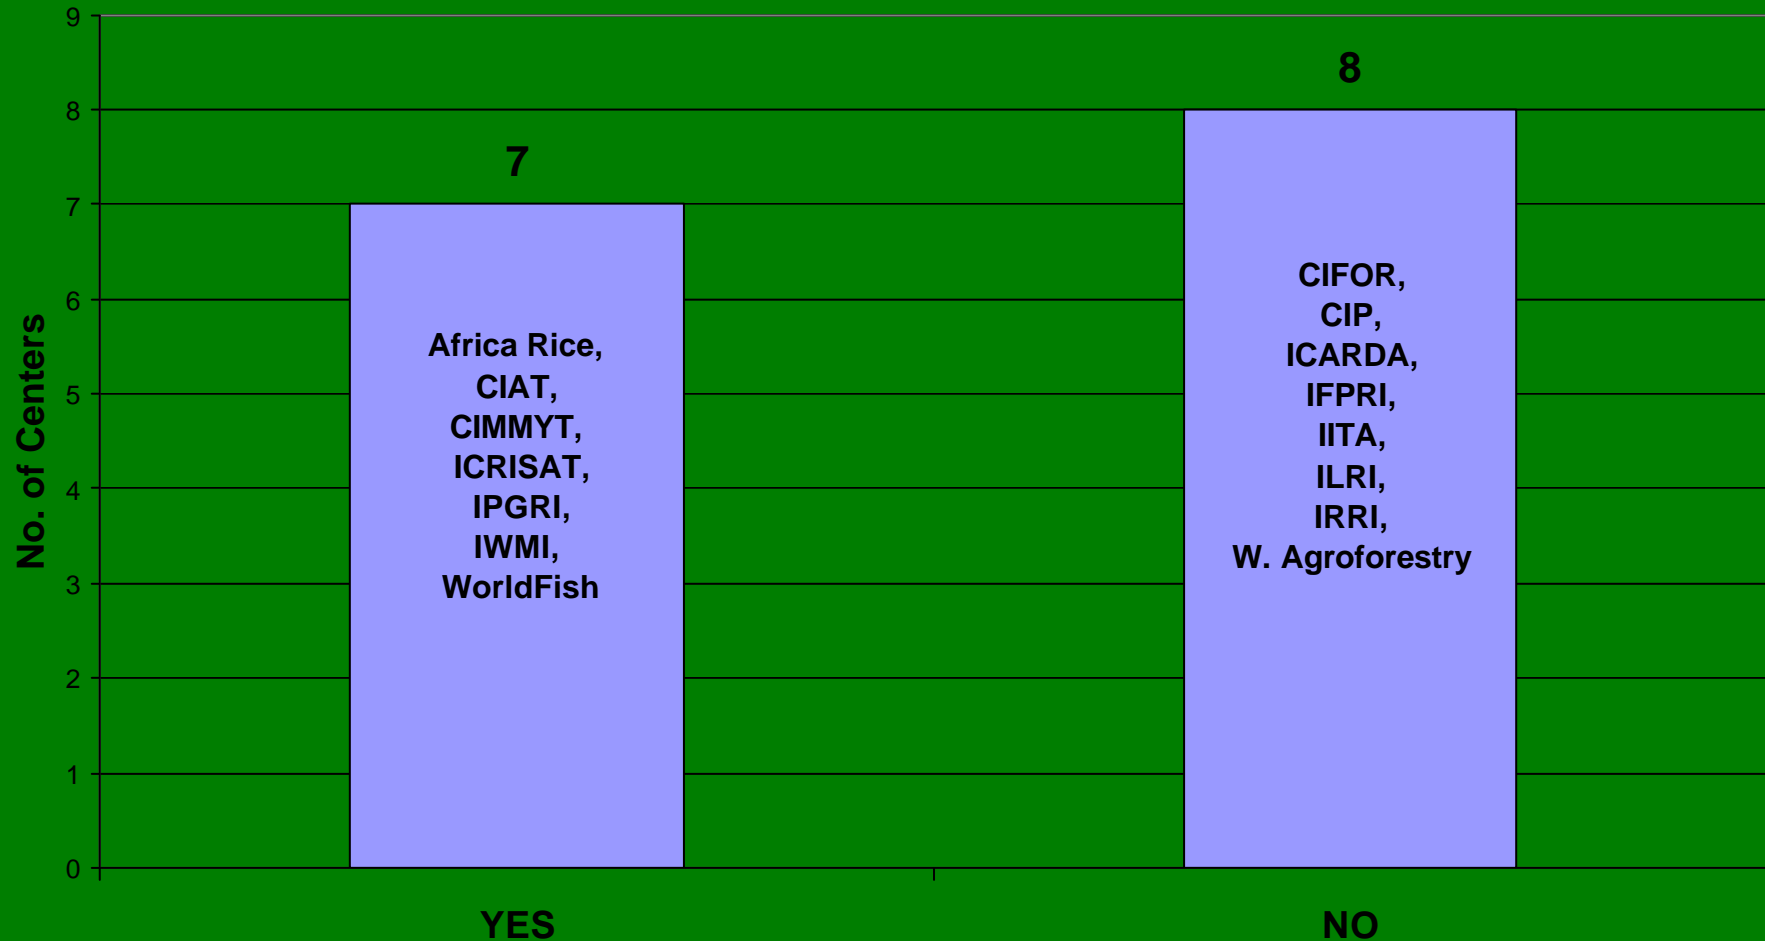 9
8
7
6
5
4
3
2
1
0
No. of Centers
7
Africa Rice,
CIAT,
CIMMYT,
ICRISAT,
IPGRI,
IWMI,
WorldFish
YES
8
CIFOR,
CIP,
ICARDA,
IFPRI,
IITA,
ILRI,
IRRI,
W. Agroforestry
NO